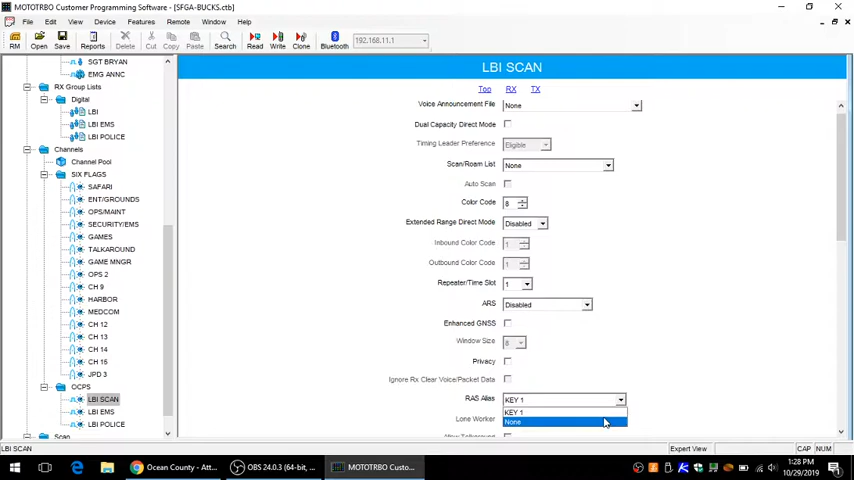 MOTOTRBO Customer Programming Software - [SFGA-BUCKS.ctb]
File Edit View Device Features Remote Window Help
RM Open Save Reports Delete Cut Copy Paste Search Read Write Clone Bluetooth 192.168.11.1
SGT BRYAN
EMG ANNC
RX Group Lists
Digital
LBI
LBI EMS
LBI POLICE
Channels
Channel Pool
SIX FLAGS
SAFARI
ENT/GROUNDS
OPS/MAINT
SECURITY/EMS
GAMES
TALKAROUND
GAME MNGR
OPS 2
CH 9
HARBOR
MEDCOM
CH 12
CH 13
CH 14
CH 15
JPD 3
OCPS
LBI SCAN
LBI EMS
LBI POLICE
Scan
LBI SCAN
Top RX TX
Voice Announcement File None
Dual Capacity Direct Mode
Timing Leader Preference Eligible
Scan/Roam List None
Auto Scan
Color Code 8
Extended Range Direct Mode Disabled
Inbound Color Code 1
Outbound Color Code 1
Repeater/Time Slot 1
ARS Disabled
Enhanced GNSS
Window Size 8
Privacy
Ignore Rx Clear Voice/Packet Data
RAS Alias KEY 1
KEY 1
Lone Worker None
Allow Talkaround
LBI SCAN Expert View CAP NUM
Ocean County - Att... OBS 24.0.3 (64-bit, ... MOTOTRBO Custo... 1:28 PM
10/29/2019